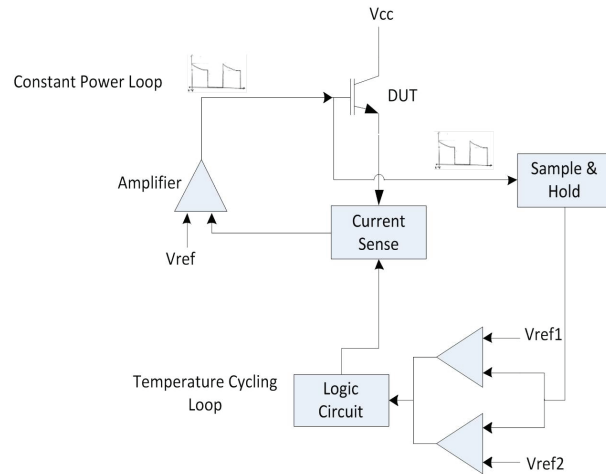 Vcc
Constant Power Loop
DUT
Amplifier
Sample &
Hold
Current
Sense
Vref
Vref1
Temperature Cycling
Loop
Logic
Circuit
Vref2